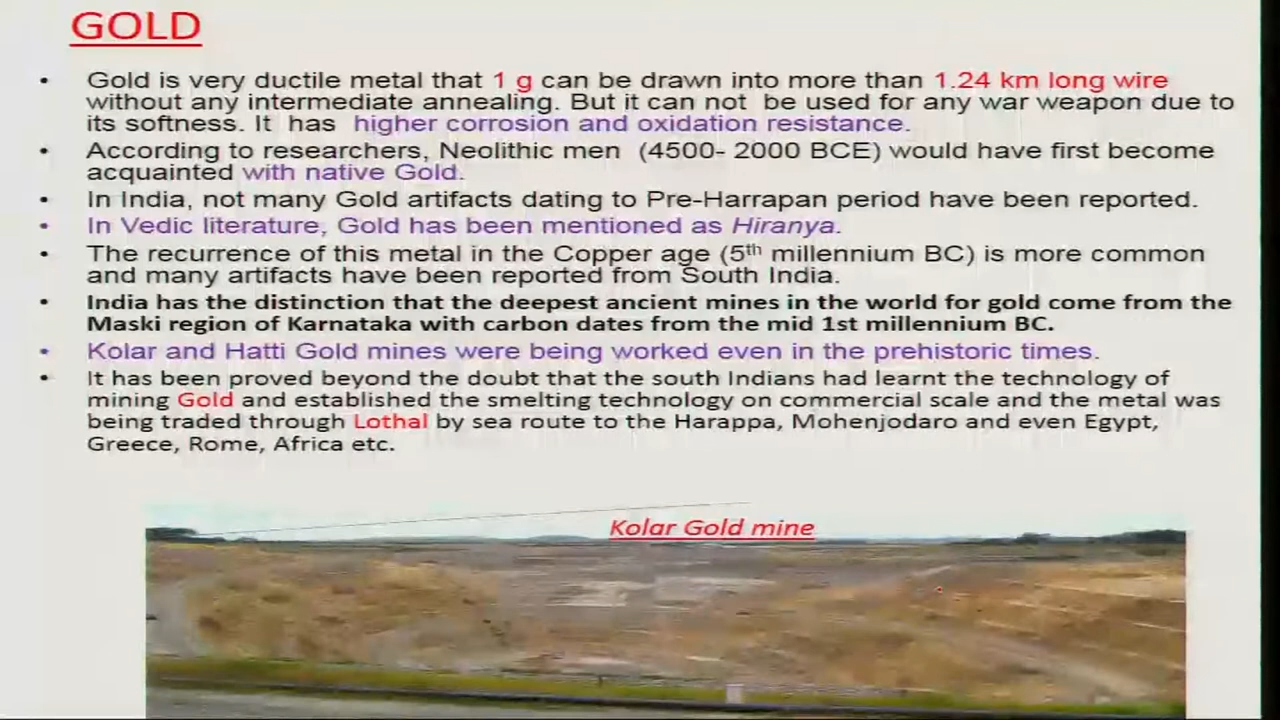 GOLD
• Gold is very ductile metal that 1 g can be drawn into more than 1.24 km long wire
without any intermediate annealing. But it can not be used for any war weapon due to
its softness. It has higher corrosion and oxidation resistance.
• According to researchers, Neolithic men (4500- 2000 BCE) would have first become
acquainted with native Gold.
• In India, not many Gold artifacts dating to Pre-Harrapan period have been reported.
• In Vedic literature, Gold has been mentioned as Hiranya.
• The recurrence of this metal in the Copper age (5th millennium BC) is more common
and many artifacts have been reported from South India.
• India has the distinction that the deepest ancient mines in the world for gold come from the
Maski region of Karnataka with carbon dates from the mid 1st millennium BC.
• Kolar and Hatti Gold mines were being worked even in the prehistoric times.
• It has been proved beyond the doubt that the south Indians had learnt the technology of
mining Gold and established the smelting technology on commercial scale and the metal was
being traded through Lothal by sea route to the Harappa, Mohenjodaro and even Egypt,
Greece, Rome, Africa etc.
Kolar Gold mine